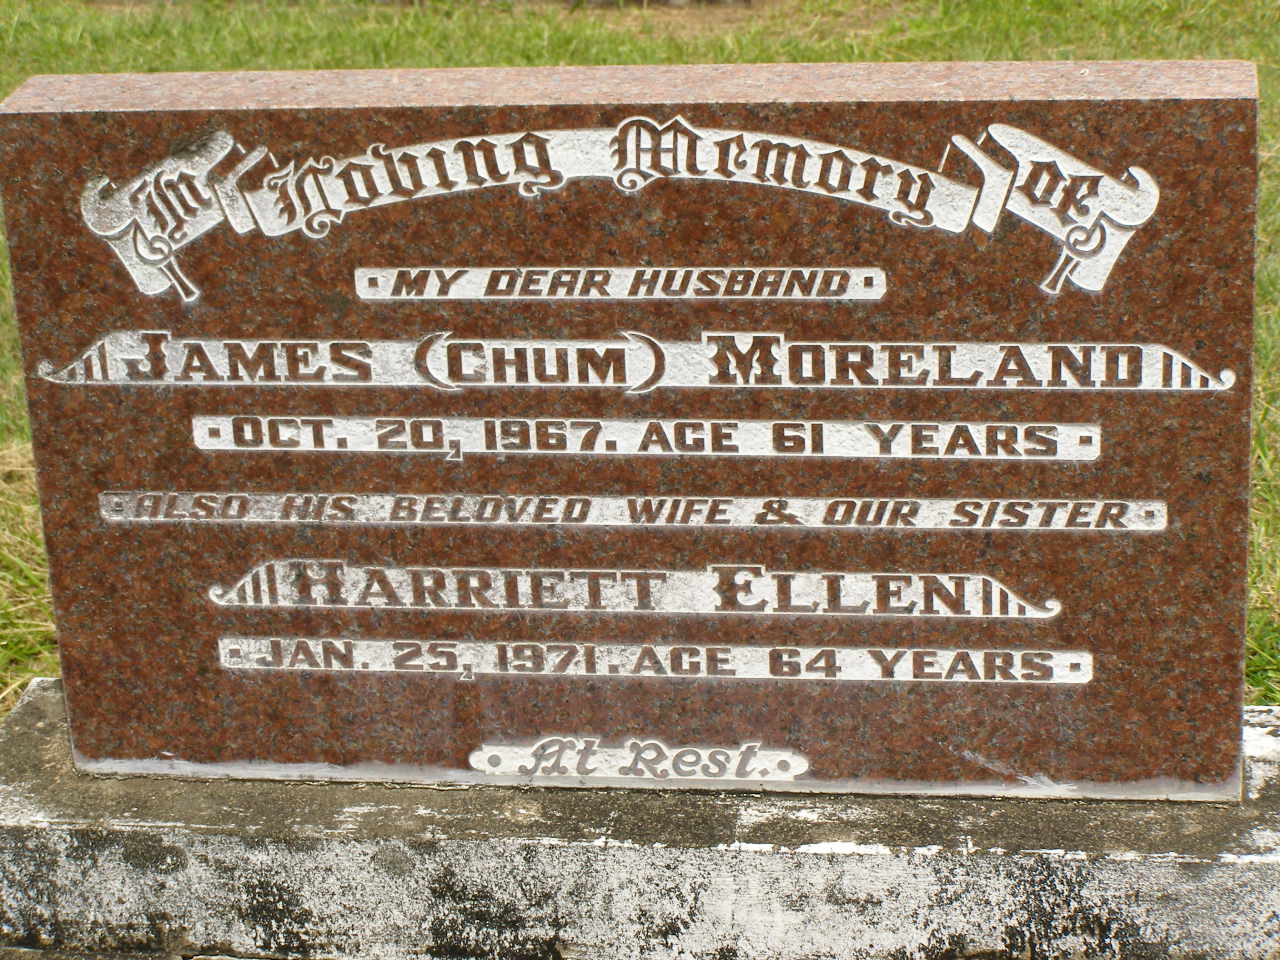 In Loving Memory of
MY DEAR HUSBAND
JAMES (CHUM) MORELAND
OCT. 20, 1967. AGE 61 YEARS
ALSO HIS BELOVED WIFE & OUR SISTER
HARRIETT ELLEN
JAN. 25, 1971. AGE 64 YEARS
At Rest.